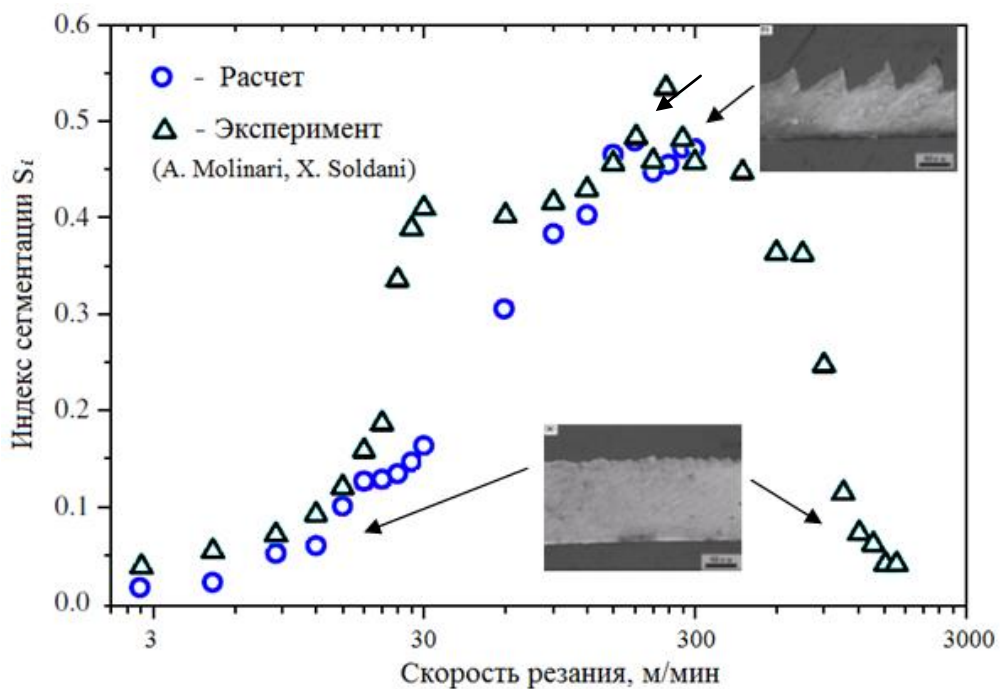 0.6
0.5
0.4
0.3
0.2
0.1
0.0
Индекс сегментации Si
- Расчет
- Эксперимент
(A. Molinari, X. Soldani)
3
30
300
3000
Скорость резания, м/мин